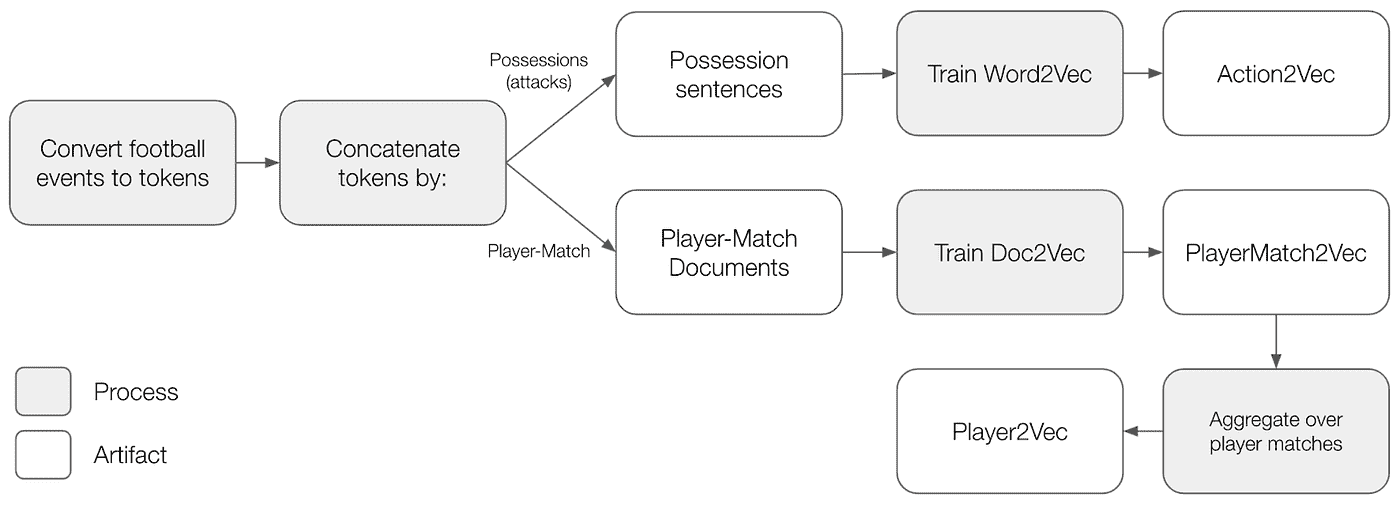 Convert football
events to tokens
Concatenate
tokens by:
Possessions
(attacks)
Possession
sentences
Train Word2Vec
Action2Vec
Player-Match
Player-Match
Documents
Train Doc2Vec
PlayerMatch2Vec
Aggregate over
player matches
Player2Vec
Process
Artifact